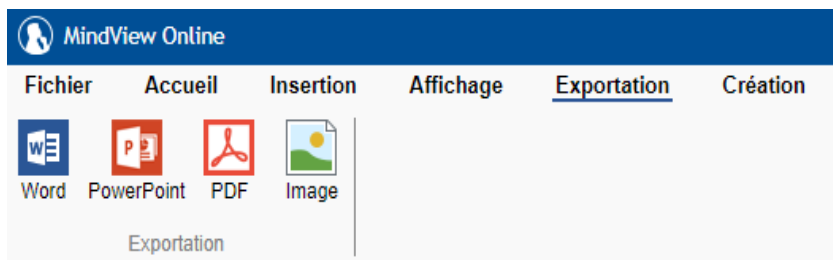 MindView Online
Fichier Accueil Insertion Affichage Exportation Création
Word PowerPoint PDF Image
Exportation